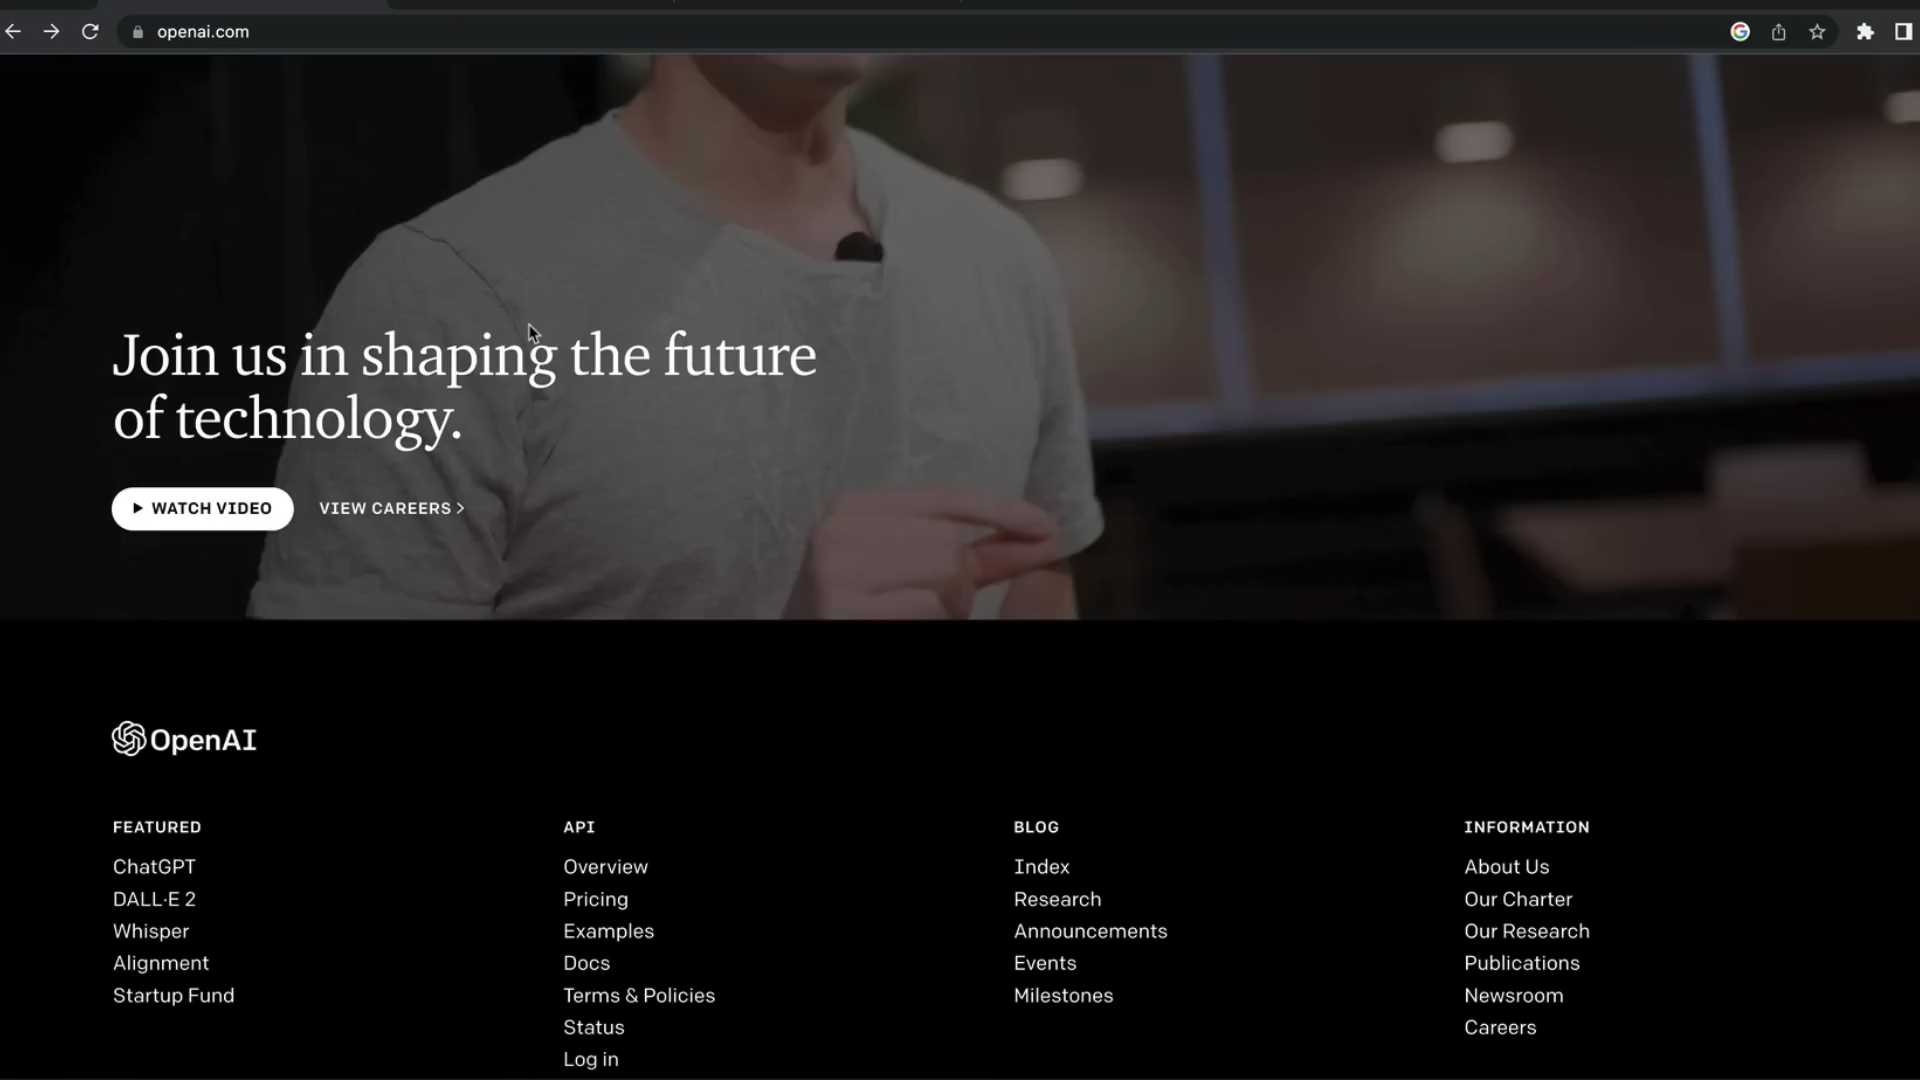 openai.com
Join us in shaping the future
of technology.
WATCH VIDEO
VIEW CAREERS >
OpenAI
FEATURED
ChatGPT
DALL·E 2
Whisper
Alignment
Startup Fund
API
Overview
Pricing
Examples
Docs
Terms & Policies
Status
Log in
BLOG
Index
Research
Announcements
Events
Milestones
INFORMATION
About Us
Our Charter
Our Research
Publications
Newsroom
Careers